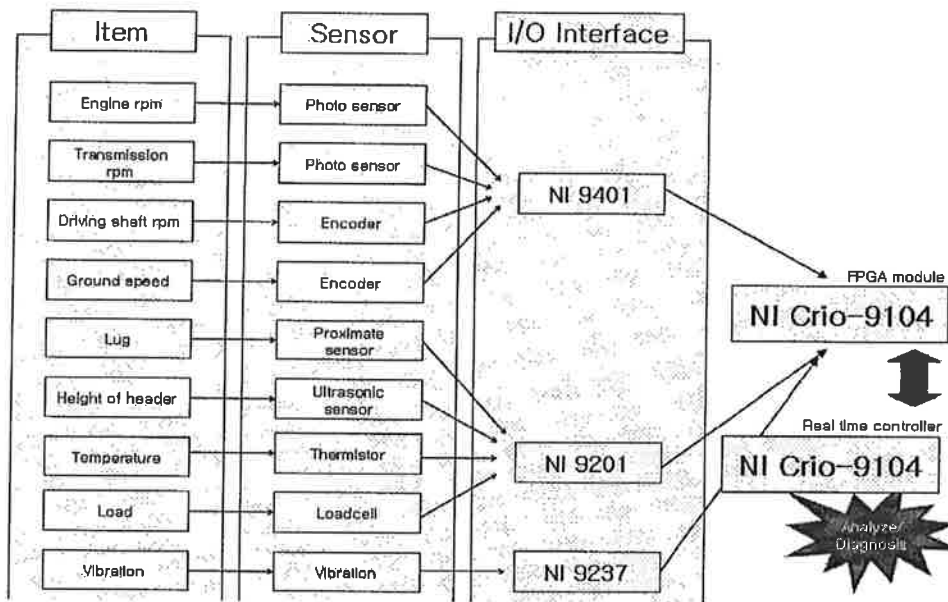 Item
Sensor
I/O Interface
Engine rpm
Photo sensor
Transmission
rpm
Photo sensor
NI 9401
Driving shaft rpm
Encoder
Ground speed
Encoder
FPGA module
NI Crio-9104
Lug
Proximate
sensor
Height of header
Ultrasonic
sensor
Real time controller
NI Crio-9104
Temperature
Thermistor
NI 9201
Load
Loadcell
Analyze/
Diagnosis
Vibration
Vibration
NI 9237